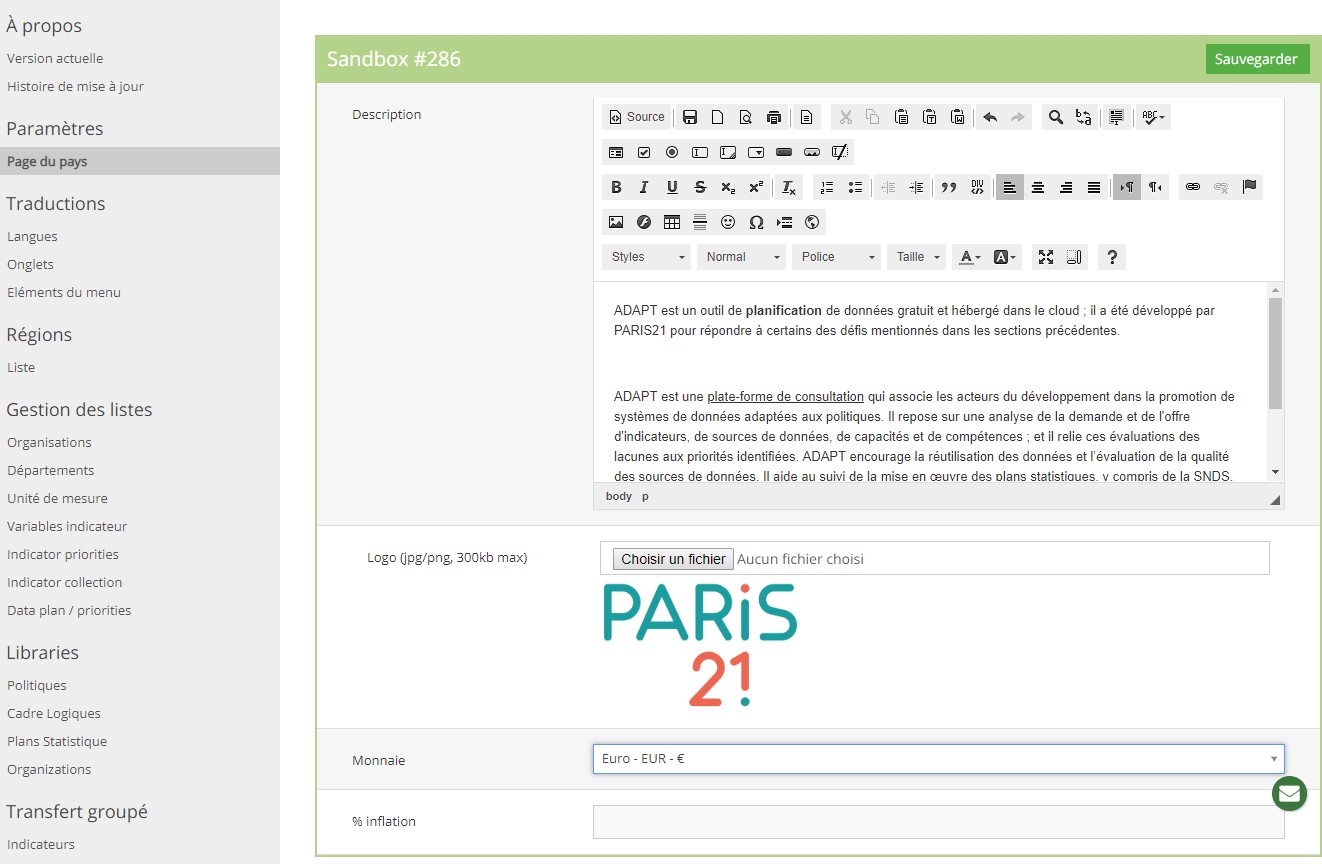 À propos
Version actuelle
Histoire de mise à jour
Paramètres
Page du pays
Traductions
Langues
Onglets
Eléments du menu
Régions
Liste
Gestion des listes
Organisations
Départements
Unité de mesure
Variables indicateur
Indicator priorities
Indicator collection
Data plan / priorities
Libraries
Politiques
Cadre Logiques
Plans Statistique
Organizations
Transfert groupé
Indicateurs
Sandbox #286
Sauvegarder
Description
Source
Styles Normal Police Taille
ADAPT est un outil de planification de données gratuit et hébergé dans le cloud ; il a été développé par
PARIS21 pour répondre à certains des défis mentionnés dans les sections précédentes.
ADAPT est une plate-forme de consultation qui associe les acteurs du développement dans la promotion de
systèmes de données adaptées aux politiques. Il repose sur une analyse de la demande et de l'offre
d'indicateurs, de sources de données, de capacités et de compétences ; et il relie ces évaluations des
lacunes aux priorités identifiées. ADAPT encourage la réutilisation des données et l'évaluation de la qualité
des sources de données. Il aide au suivi de la mise en œuvre des plans statistiques, y compris de la SNDS.
body p
Logo (jpg/png, 300kb max)
Choisir un fichier Aucun fichier choisi
PARiS
21
Monnaie
Euro - EUR - €
% inflation